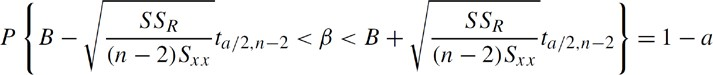 P{B − √(SS_R/((n − 2)S_xx)) t_{a/2,n−2} < β < B + √(SS_R/((n − 2)S_xx)) t_{a/2,n−2}} = 1 − a